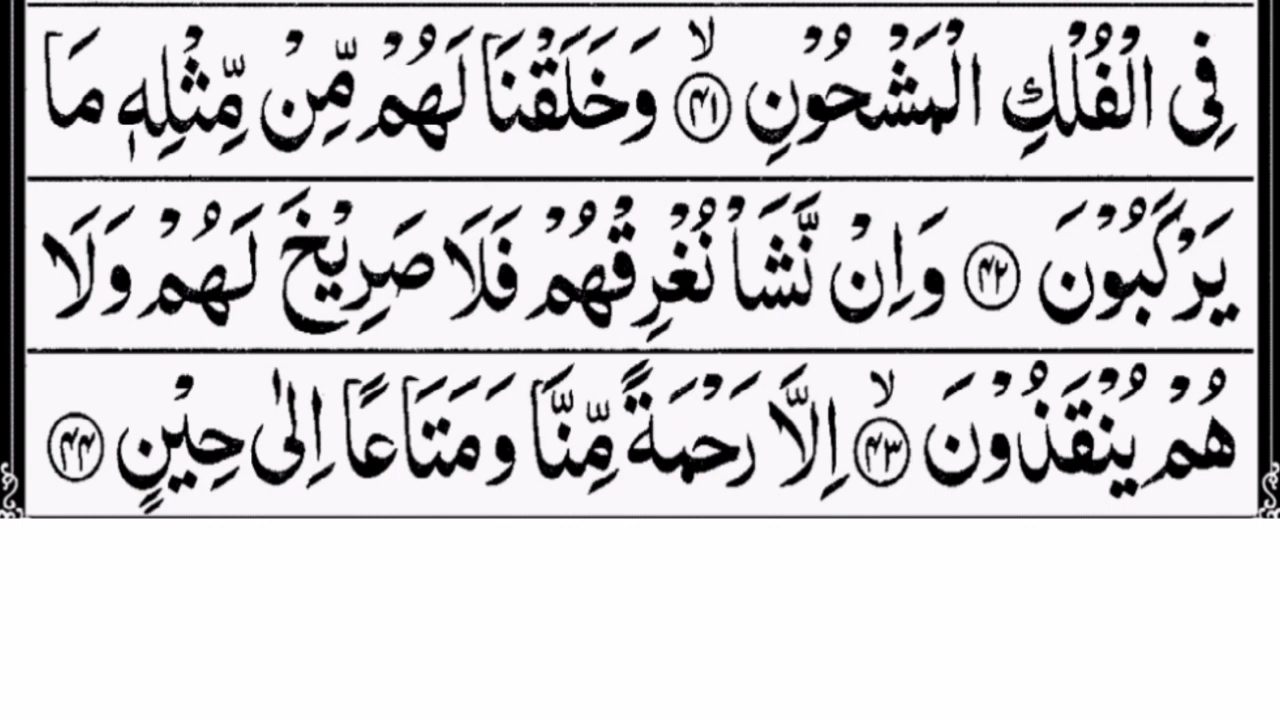 فِی الْفُلْكِ الْمَشْحُوْنِ ۙ﴿۴۱﴾ وَخَلَقْنَا لَهُمْ مِّنْ مِّثْلِهٖ مَا
یَرْكَبُوْنَ ﴿۴۲﴾ وَاِنْ نَّشَاْ نُغْرِقْهُمْ فَلَا صَرِیْخَ لَهُمْ وَلَا
هُمْ یُنْقَذُوْنَ ۙ﴿۴۳﴾ اِلَّا رَحْمَةً مِّنَّا وَمَتَاعًا اِلٰی حِیْنٍ ﴿۴۴﴾